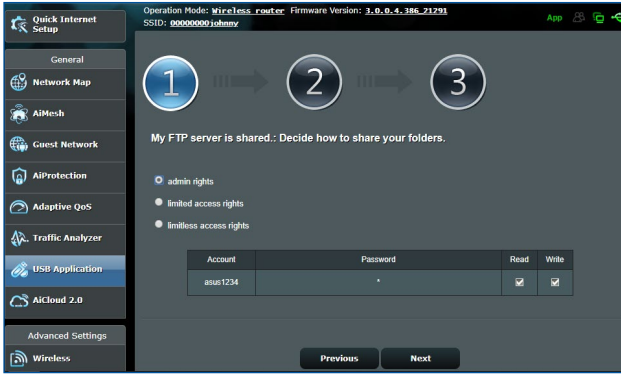 Quick Internet
Setup
Operation Mode: Wireless router Firmware Version: 3.0.0.4.386_21291
SSID: 00000000johnny
App
General
Network Map
AiMesh
Guest Network
AiProtection
Adaptive QoS
Traffic Analyzer
USB Application
AiCloud 2.0
Advanced Settings
Wireless
1
2
3
My FTP server is shared.: Decide how to share your folders.
admin rights
limited access rights
limitless access rights
Account Password Read Write
asus1234 *
Previous Next